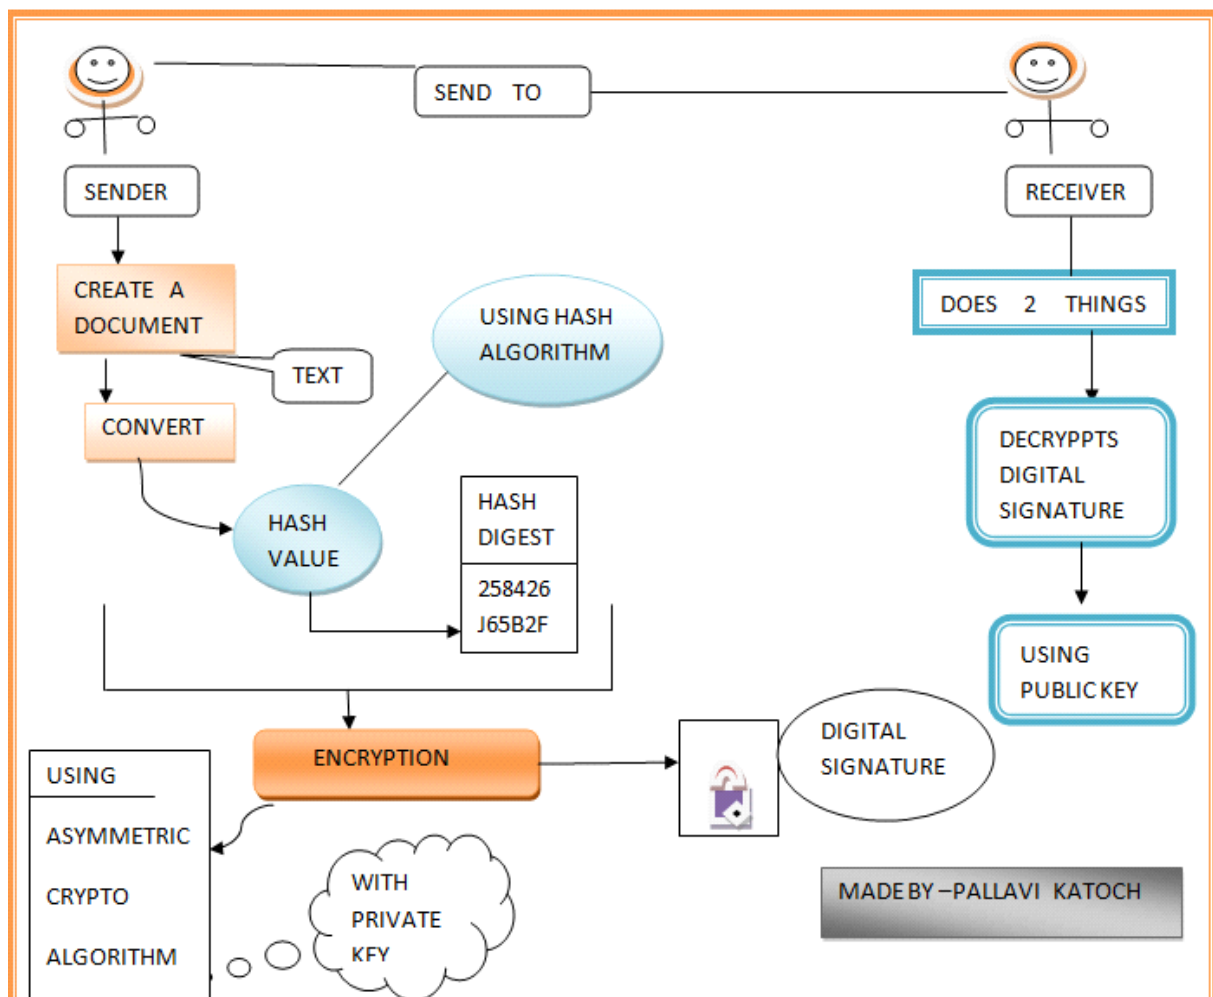 SEND TO
SENDER
RECEIVER
CREATE A
DOCUMENT
TEXT
CONVERT
USING HASH
ALGORITHM
HASH
VALUE
HASH
DIGEST
258426
J65B2F
DOES 2 THINGS
DECRYPPTS
DIGITAL
SIGNATURE
USING
PUBLIC KEY
ENCRYPTION
DIGITAL
SIGNATURE
USING
ASYMMETRIC
CRYPTO
ALGORITHM
WITH
PRIVATE
KEY
MADE BY –PALLAVI KATOCH